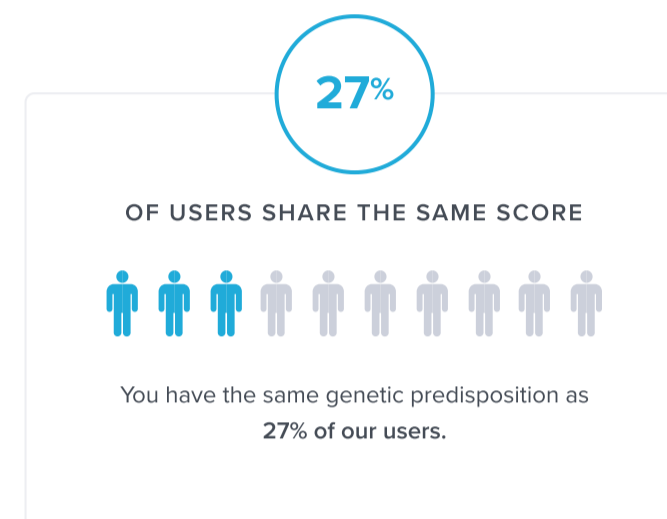 27%
OF USERS SHARE THE SAME SCORE
You have the same genetic predisposition as
27% of our users.